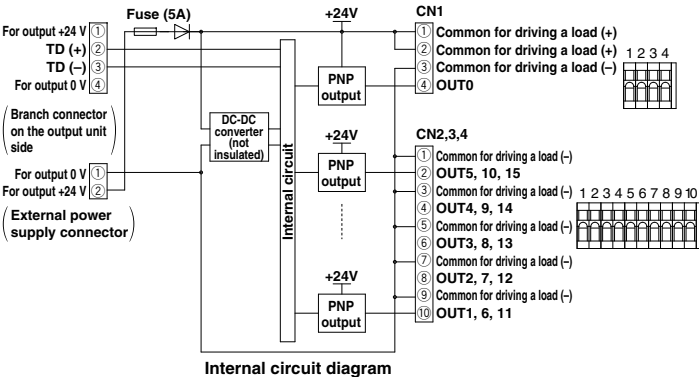 Fuse (5A)
+24V
CN1
For output +24 V ①
TD (+) ②
TD (–) ③
For output 0 V ④
Branch connector
on the output unit
side
For output 0 V ①
For output +24 V ②
External power
supply connector
DC-DC
converter
(not
insulated)
Internal circuit
PNP
output
+24V
PNP
output
+24V
PNP
output
① Common for driving a load (+)
② Common for driving a load (+)
③ Common for driving a load (–)
④ OUT0
1 2 3 4
CN2,3,4
① Common for driving a load (–)
② OUT5, 10, 15
③ Common for driving a load (–)
④ OUT4, 9, 14
⑤ Common for driving a load (–)
⑥ OUT3, 8, 13
⑦ Common for driving a load (–)
⑧ OUT2, 7, 12
⑨ Common for driving a load (–)
⑩ OUT1, 6, 11
1 2 3 4 5 6 7 8 9 10
Internal circuit diagram